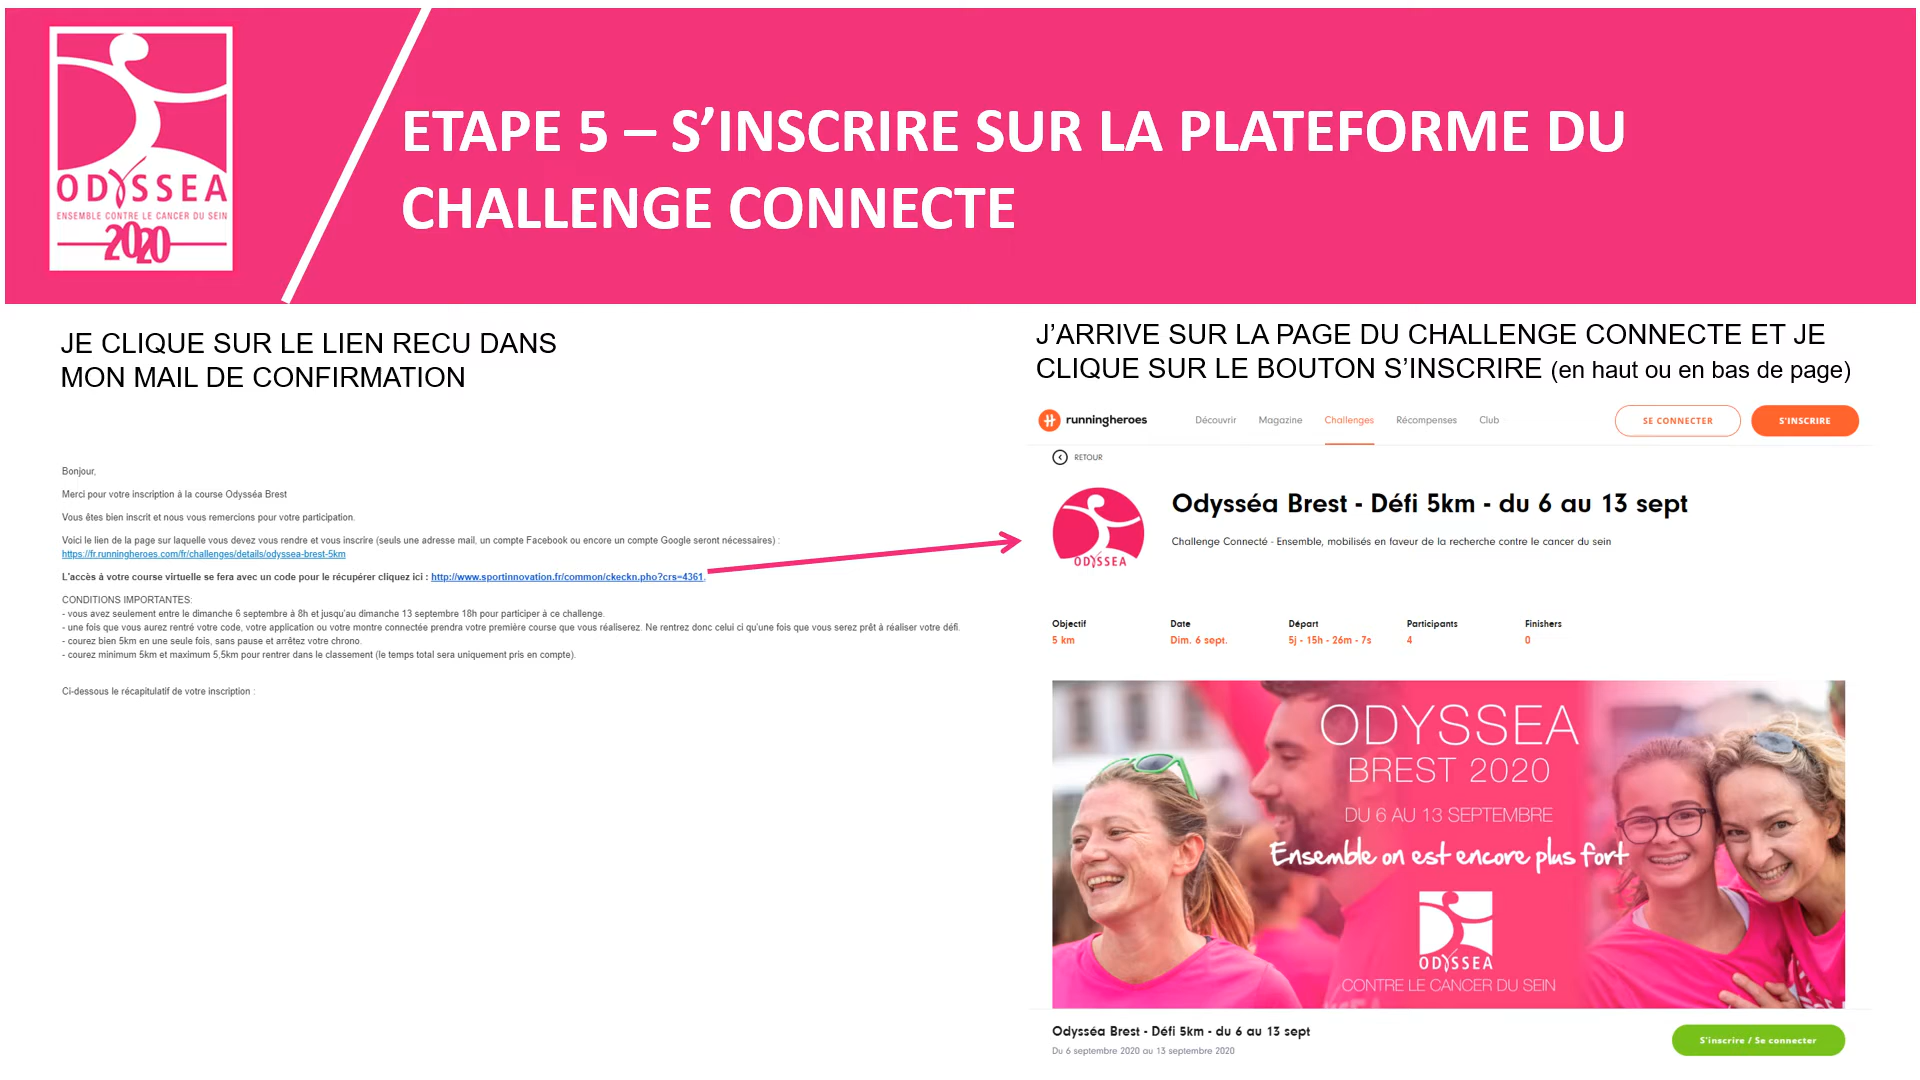 ODYSSEA
ENSEMBLE CONTRE LE CANCER DU SEIN
2020
ETAPE 5 – S’INSCRIRE SUR LA PLATEFORME DU
CHALLENGE CONNECTE
JE CLIQUE SUR LE LIEN RECU DANS
MON MAIL DE CONFIRMATION
Bonjour,
Merci pour votre inscription à la course Odysséa Brest
Vous êtes bien inscrit et nous vous remercions pour votre participation.
Voici le lien de la page sur laquelle vous devez vous rendre et vous inscrire (seuls une adresse mail, un compte Facebook ou encore un compte Google seront nécessaires) :
https://fr.runningheroes.com/fr/challenges/details/odyssea-brest-5km
L'accès à votre course virtuelle se fera avec un code pour le récupérer cliquez ici : http://www.sportinnovation.fr/common/ckeckn.pho?crs=4361.
CONDITIONS IMPORTANTES:
- vous avez seulement entre le dimanche 6 septembre à 8h et jusqu'au dimanche 13 septembre 18h pour participer à ce challenge.
- une fois que vous aurez rentré votre code, votre application ou votre montre connectée prendra votre première course que vous réaliserez. Ne rentrez donc celui ci qu'une fois que vous serez prêt à réaliser votre défi.
- courez bien 5km en une seule fois, sans pause et arrêtez votre chrono.
- courez minimum 5km et maximum 5,5km pour rentrer dans le classement (le temps total sera uniquement pris en compte).
Ci-dessous le récapitulatif de votre inscription :
J’ARRIVE SUR LA PAGE DU CHALLENGE CONNECTE ET JE
CLIQUE SUR LE BOUTON S’INSCRIRE (en haut ou en bas de page)
runningheroes Découvrir Magazine Challenges Récompenses Club SE CONNECTER S'INSCRIRE
RETOUR
ODYSSEA
Odysséa Brest - Défi 5km - du 6 au 13 sept
Challenge Connecté - Ensemble, mobilisés en faveur de la recherche contre le cancer du sein
Objectif Date Départ Participants Finishers
5 km Dim. 6 sept. 5j - 15h - 26m - 7s 4 0
ODYSSEA
BREST 2020
DU 6 AU 13 SEPTEMBRE
Ensemble on est encore plus fort
ODYSSEA
CONTRE LE CANCER DU SEIN
Odysséa Brest - Défi 5km - du 6 au 13 sept
Du 6 septembre 2020 au 13 septembre 2020
S'inscrire / Se connecter